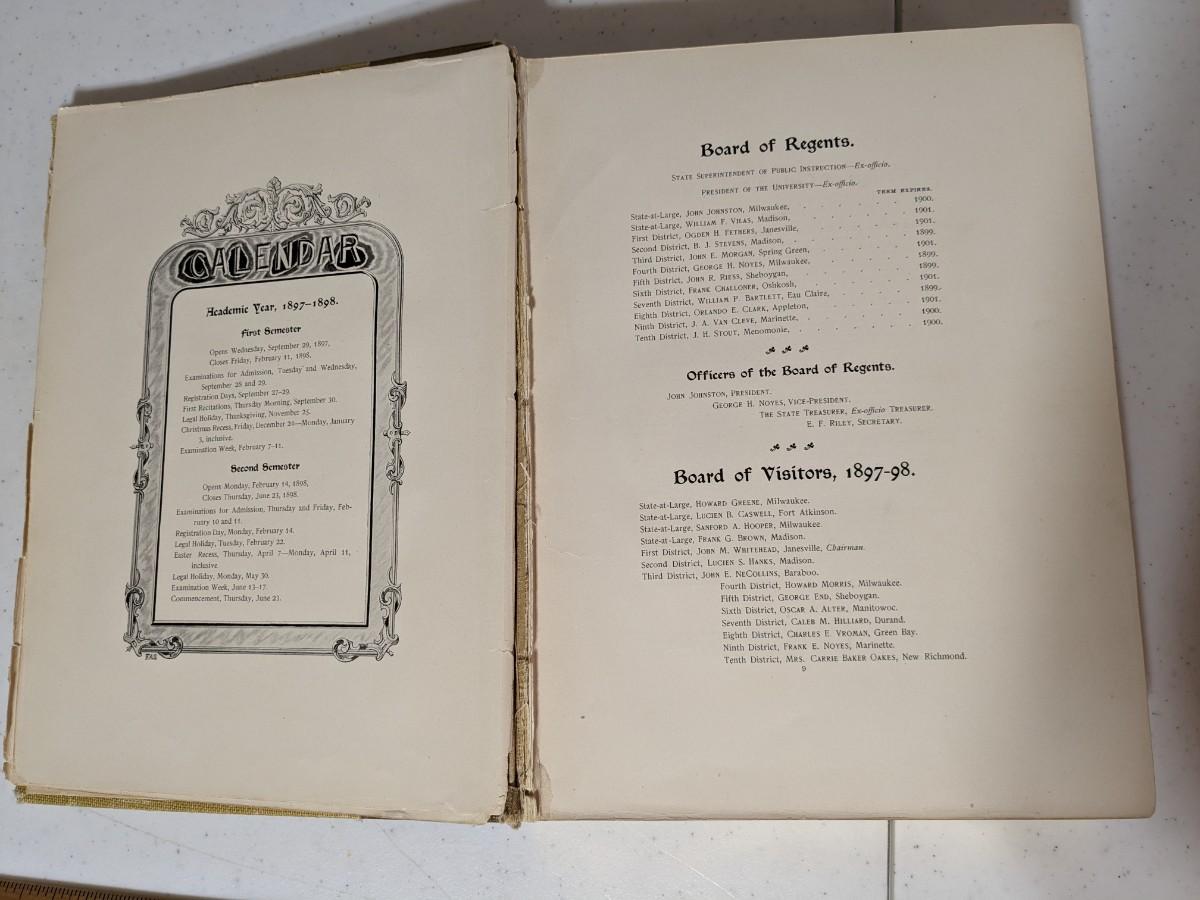 CALENDAR
Academic Year, 1897-1898.
First Semester
Opens Wednesday, September 29, 1897.
Closes Friday, February 11, 1898.
Examinations for Admission, Tuesday and Wednesday,
September 28 and 29.
Registration Days, September 27-29.
First Recitations, Thursday Morning, September 30.
Legal Holiday, Thanksgiving, November 25.
Christmas Recess, Friday, December 20—Monday, January
3, inclusive.
Examination Week, February 7-11.
Second Semester
Opens Monday, February 14, 1898,
Closes Thursday, June 23, 1898.
Examinations for Admission, Thursday and Friday, Feb-
ruary 10 and 11.
Registration Day, Monday, February 14.
Legal Holiday, Tuesday, February 22.
Easter Recess, Thursday, April 7—Monday, April 11,
inclusive
Legal Holiday, Monday, May 30.
Examination Week, June 13-17.
Commencement, Thursday, June 23.
Board of Regents.
STATE SUPERINTENDENT OF PUBLIC INSTRUCTION—Ex-officio.
PRESIDENT OF THE UNIVERSITY—Ex-officio.
TERM EXPIRES.
State-at-Large, JOHN JOHNSTON, Milwaukee, 1900.
State-at-Large, WILLIAM F. VILAS, Madison, 1901.
First District, OGDEN H. FETHERS, Janesville, 1901.
Second District, B. J. STEVENS, Madison, 1899.
Third District, JOHN E. MORGAN, Spring Green, 1901.
Fourth District, GEORGE H. NOYES, Milwaukee, 1899.
Fifth District, JOHN R. RIESS, Sheboygan, 1899.
Sixth District, FRANK CHALLONER, Oshkosh, 1901.
Seventh District, WILLIAM P. BARTLETT, Eau Claire, 1899.
Eighth District, ORLANDO E. CLARK, Appleton, 1901.
Ninth District, J. A. VAN CLEVE, Marinette, 1900.
Tenth District, J. H. STOUT, Menomonie, 1900.
Officers of the Board of Regents.
JOHN JOHNSTON, PRESIDENT.
GEORGE H. NOYES, VICE-PRESIDENT.
THE STATE TREASURER, Ex-officio TREASURER.
E. F. RILEY, SECRETARY.
Board of Visitors, 1897-98.
State-at-Large, HOWARD GREENE, Milwaukee.
State-at-Large, LUCIEN B. CASWELL, Fort Atkinson.
State-at-Large, SANFORD A. HOOPER, Milwaukee.
State-at-Large, FRANK G. BROWN, Madison.
First District, JOHN M. WHITEHEAD, Janesville, Chairman.
Second District, LUCIEN S. HANKS, Madison.
Third District, JOHN E. NECOLLINS, Baraboo.
Fourth District, HOWARD MORRIS, Milwaukee.
Fifth District, GEORGE END, Sheboygan.
Sixth District, OSCAR A. ALTER, Manitowoc.
Seventh District, CALEB M. HILLIARD, Durand.
Eighth District, CHARLES E. VROMAN, Green Bay.
Ninth District, FRANK E. NOYES, Marinette.
Tenth District, MRS. CARRIE BAKER OAKES, New Richmond.
9